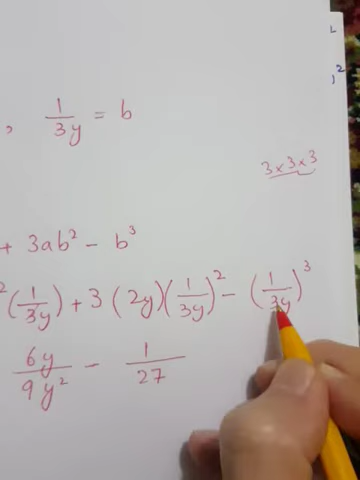 , 1/3y = b
3×3×3
+ 3ab² − b³
²(1/3y) + 3(2y)(1/3y)² − (1/3y)³
6y/9y² − 1/27